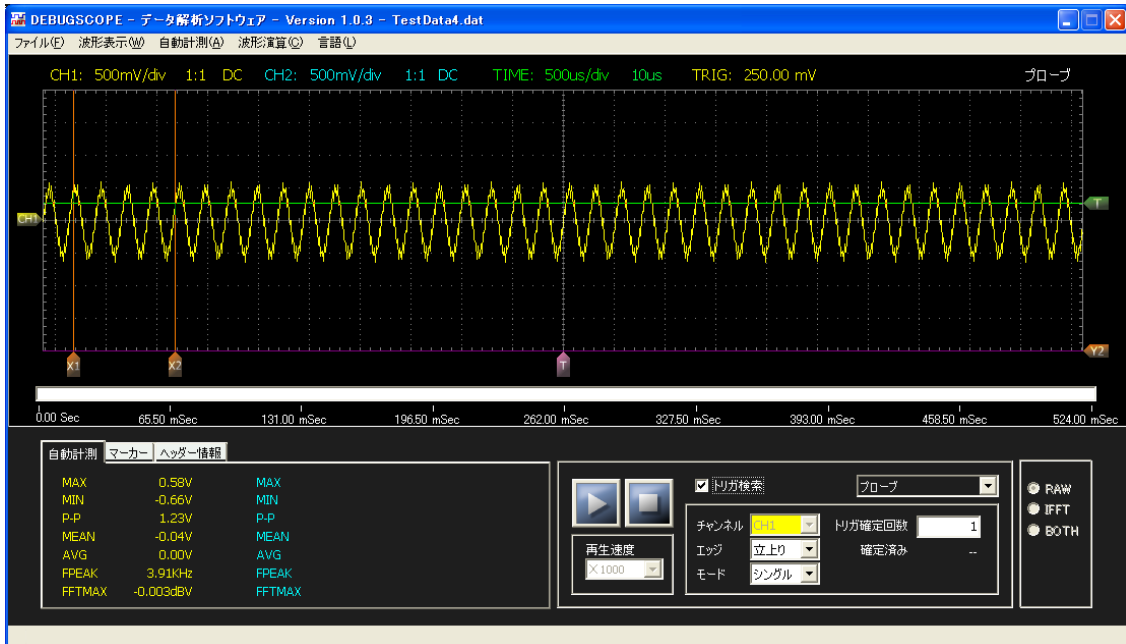 DEBUGSCOPE - データ解析ソフトウェア - Version 1.0.3 - TestData4.dat
ファイル(F) 波形表示(W) 自動計測(A) 波形演算(C) 言語(L)
CH1: 500mV/div 1:1 DC CH2: 500mV/div 1:1 DC TIME: 500us/div 10us TRIG: 250.00 mV プローブ
CH1
T
Y2
X1 X2 T
0.00 Sec 65.50 mSec 131.00 mSec 196.50 mSec 262.00 mSec 327.50 mSec 393.00 mSec 458.50 mSec 524.00 mSec
自動計測 マーカー ヘッダー情報
MAX 0.58V MAX
MIN -0.66V MIN
P-P 1.23V P-P
MEAN -0.04V MEAN
AVG 0.00V AVG
FPEAK 3.91KHz FPEAK
FFTMAX -0.003dBV FFTMAX
再生速度
×1000
トリガ検索 プローブ
チャンネル CH1 トリガ確定回数 1
エッジ 立上り 確定済み --
モード シングル
RAW
IFFT
BOTH